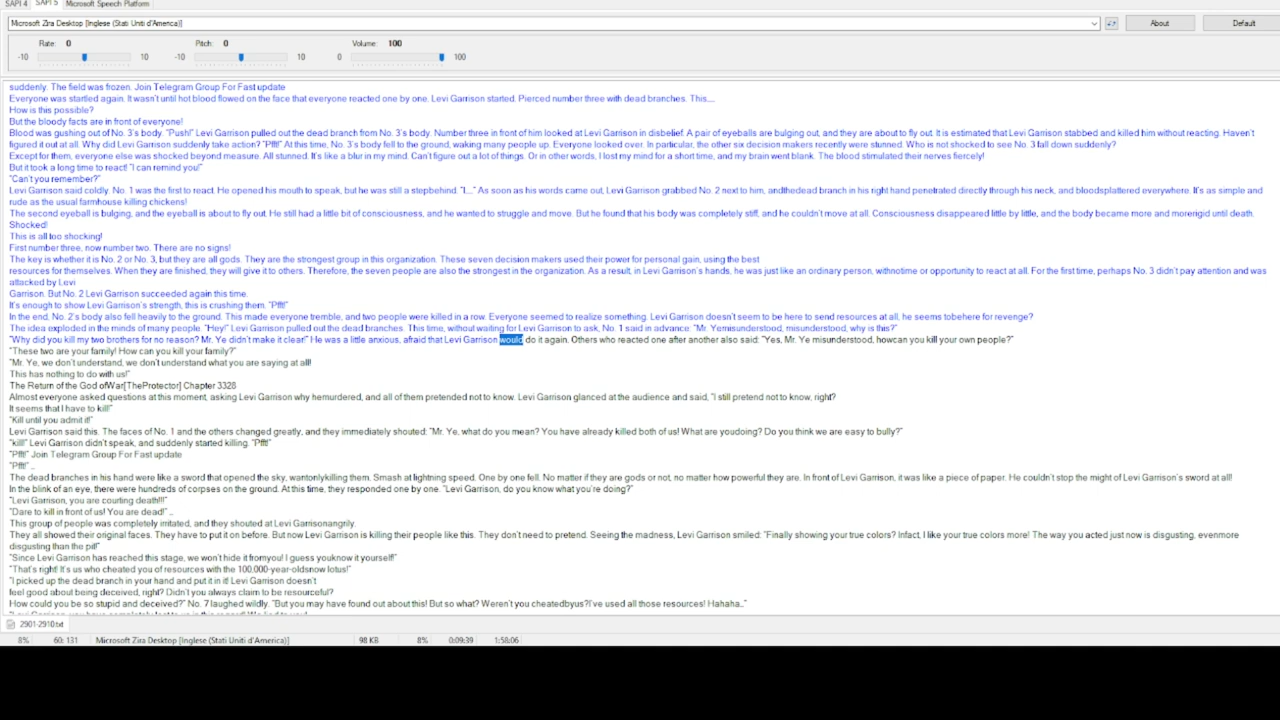 SAPI 4 SAPI 5 Microsoft Speech Platform
Microsoft Zira Desktop [Inglese (Stati Uniti d'America)] About Default
Rate: 0 Pitch: 0 Volume: 100
-10 10 -10 10 0 100
suddenly. The field was frozen. Join Telegram Group For Fast update
Everyone was startled again. It wasn't until hot blood flowed on the face that everyone reacted one by one. Levi Garrison started. Pierced number three with dead branches. This....
How is this possible?
But the bloody facts are in front of everyone!
Blood was gushing out of No. 3's body. "Push!" Levi Garrison pulled out the dead branch from No. 3's body. Number three in front of him looked at Levi Garrison in disbelief. A pair of eyeballs are bulging out, and they are about to fly out. It is estimated that Levi Garrison stabbed and killed him without reacting. Haven't
figured it out at all. Why did Levi Garrison suddenly take action? "Pfft!" At this time, No. 3's body fell to the ground, waking many people up. Everyone looked over. In particular, the other six decision makers recently were stunned. Who is not shocked to see No. 3 fall down suddenly?
Except for them, everyone else was shocked beyond measure. All stunned. It's like a blur in my mind. Can't figure out a lot of things. Or in other words, I lost my mind for a short time, and my brain went blank. The blood stimulated their nerves fiercely!
But it took a long time to react! "I can remind you!"
"Can't you remember?"
Levi Garrison said coldly. No. 1 was the first to react. He opened his mouth to speak, but he was still a stepbehind. "I...." As soon as his words came out, Levi Garrison grabbed No. 2 next to him, andthedead branch in his right hand penetrated directly through his neck, and bloodsplattered everywhere. It's as simple and
rude as the usual farmhouse killing chickens!
The second eyeball is bulging, and the eyeball is about to fly out. He still had a little bit of consciousness, and he wanted to struggle and move. But he found that his body was completely stiff, and he couldn't move at all. Consciousness disappeared little by little, and the body became more and morerigid until death.
Shocked!
This is all too shocking!
First number three, now number two. There are no signs!
The key is whether it is No. 2 or No. 3, but they are all gods. They are the strongest group in this organization. These seven decision makers used their power for personal gain, using the best
resources for themselves. When they are finished, they will give it to others. Therefore, the seven people are also the strongest in the organization. As a result, in Levi Garrison's hands, he was just like an ordinary person, withnotime or opportunity to react at all. For the first time, perhaps No. 3 didn't pay attention and was
attacked by Levi
Garrison. But No. 2 Levi Garrison succeeded again this time.
It's enough to show Levi Garrison's strength, this is crushing them. "Pfft!"
In the end, No. 2's body also fell heavily to the ground. This made everyone tremble, and two people were killed in a row. Everyone seemed to realize something. Levi Garrison doesn't seem to be here to send resources at all, he seems tobehere for revenge?
The idea exploded in the minds of many people. "Hey!" Levi Garrison pulled out the dead branches. This time, without waiting for Levi Garrison to ask, No. 1 said in advance: "Mr. Yemisunderstood, misunderstood, why is this?"
"Why did you kill my two brothers for no reason? Mr. Ye didn't make it clear!" He was a little anxious, afraid that Levi Garrison would do it again. Others who reacted one after another also said: "Yes, Mr. Ye misunderstood, howcan you kill your own people?"
"These two are your family! How can you kill your family?"
"Mr. Ye, we don't understand, we don't understand what you are saying at all!
This has nothing to do with us!"
The Return of the God ofWar[TheProtector] Chapter 3328
Almost everyone asked questions at this moment, asking Levi Garrison why hemurdered, and all of them pretended not to know. Levi Garrison glanced at the audience and said, "I still pretend not to know, right?
It seems that I have to kill!"
"Kill until you admit it!"
Levi Garrison said this. The faces of No. 1 and the others changed greatly, and they immediately shouted: "Mr. Ye, what do you mean? You have already killed both of us! What are youdoing? Do you think we are easy to bully?"
"kill!" Levi Garrison didn't speak, and suddenly started killing. "Pfft!"
"Pfft!" Join Telegram Group For Fast update
"Pfft!" ..
The dead branches in his hand were like a sword that opened the sky, wantonlykilling them. Smash at lightning speed. One by one fell. No matter if they are gods or not, no matter how powerful they are. In front of Levi Garrison, it was like a piece of paper. He couldn't stop the might of Levi Garrison's sword at all!
In the blink of an eye, there were hundreds of corpses on the ground. At this time, they responded one by one. "Levi Garrison, do you know what you're doing?"
"Levi Garrison, you are courting death!!!"
"Dare to kill in front of us! You are dead!" ..
This group of people was completely irritated, and they shouted at Levi Garrisonangrily.
They all showed their original faces. They have to put it on before. But now Levi Garrison is killing their people like this. They don't need to pretend. Seeing the madness, Levi Garrison smiled: "Finally showing your true colors? Infact, I like your true colors more! The way you acted just now is disgusting, evenmore
disgusting than the pit!"
"Since Levi Garrison has reached this stage, we won't hide it fromyou! I guess youknow it yourself!"
"That's right! It's us who cheated you of resources with the 100,000-year-oldsnow lotus!"
"I picked up the dead branch in your hand and put it in it! Levi Garrison doesn't
feel good about being deceived, right? Didn't you always claim to be resourceful?
How could you be so stupid and deceived?" No. 7 laughed wildly. "But you may have found out about this! But so what? Weren't you cheatedbyus?I've used all those resources! Hahaha.."
2901-2910.txt
8% 60: 131 Microsoft Zira Desktop [Inglese (Stati Uniti d'America)] 98 KB 8% 0:09:39 1:58:06